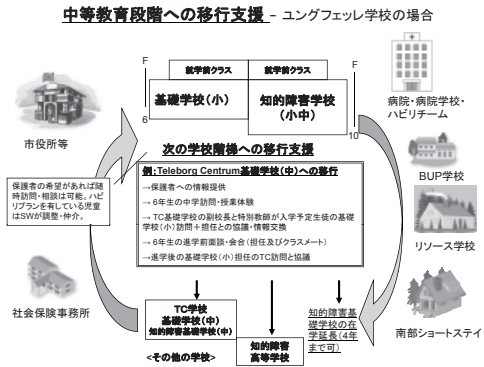 中等教育段階への移行支援 - ユングフェッレ学校の場合
F
就学前クラス
就学前クラス
F
基礎学校(小)
知的障害学校
(小中)
6
10
市役所等
病院・病院学校・
ハビリチーム
次の学校階梯への移行支援
例:Teleborg Centrum基礎学校(中)への移行
→保護者への情報提供
→6年生の中学訪問・授業体験
→TC基礎学校の副校長と特別教師が入学予定生徒の基礎
学校(小)訪問+担任との協議・情報交換
→6年生の進学前面談・会合(担任及びクラスメート)
→進学後の基礎学校(小)担任のTC訪問と協議
保護者の希望があれば随
時訪問・相談は可能。ハビ
リプランを有している児童
はSWが調整・仲介。
BUP学校
リソース学校
社会保険事務所
南部ショートステイ
TC学校
基礎学校(中)
知的障害基礎学校(中)
<その他の学校>
知的障害
高等学校
知的障害基
礎学校の在
学延長(4年
まで可)